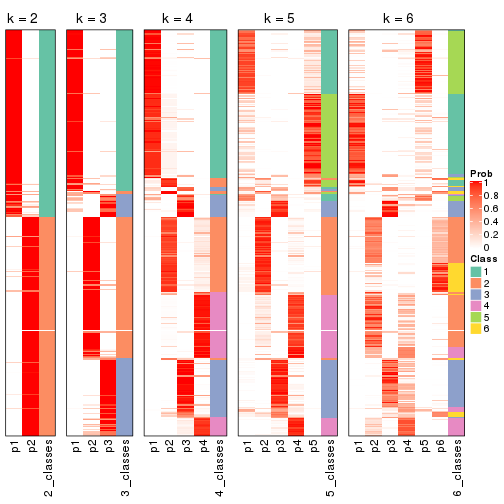 k = 2
k = 3
k = 4
k = 5
k = 6
p1
p2
2_classes
p1
p2
p3
3_classes
p1
p2
p3
p4
4_classes
p1
p2
p3
p4
p5
5_classes
p1
p2
p3
p4
p5
p6
6_classes
Prob
1
0.8
0.6
0.4
0.2
0
Class
1
2
3
4
5
6